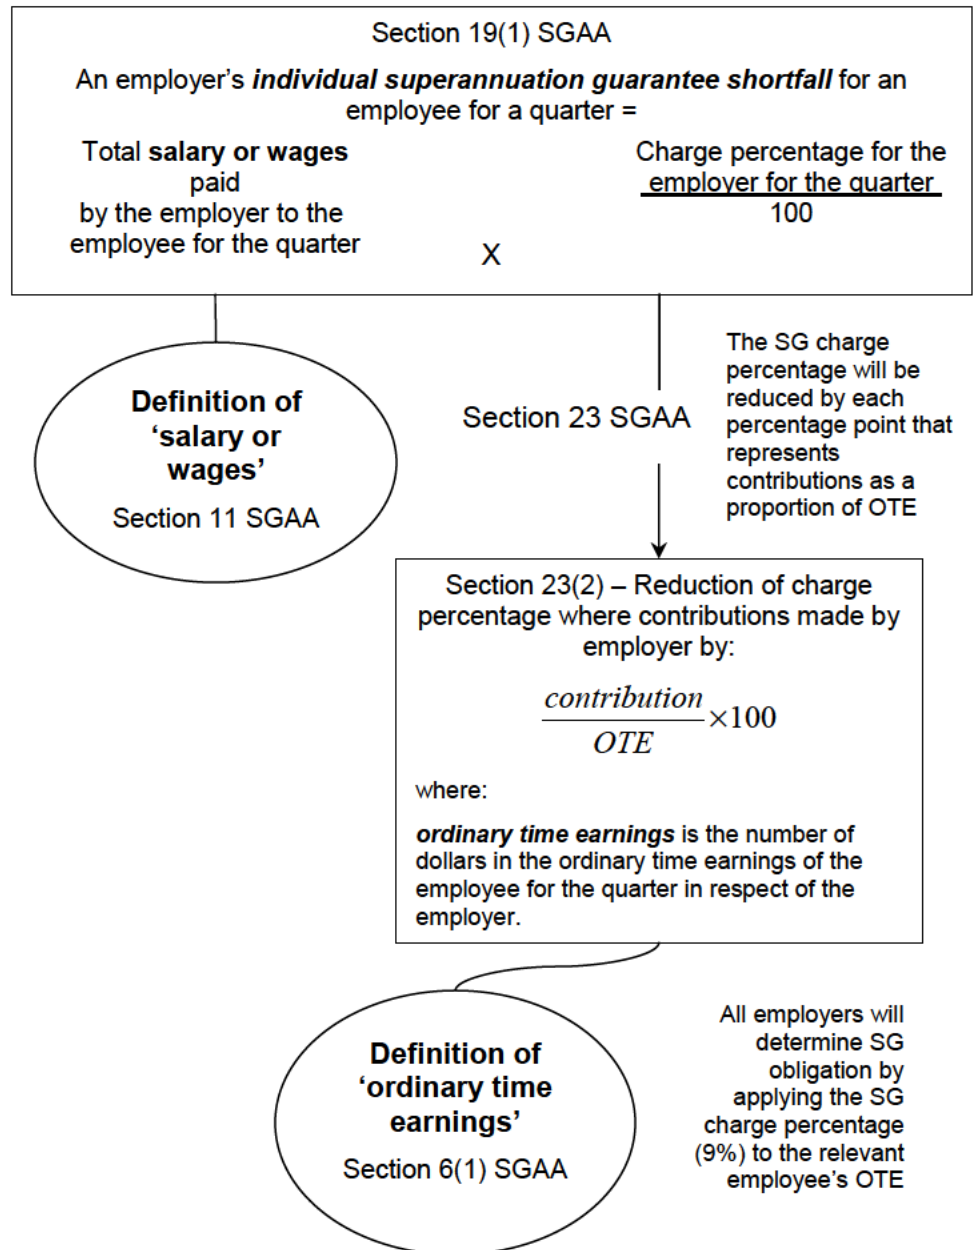 Section 19(1) SGAA
An employer's individual superannuation guarantee shortfall for an
employee for a quarter =
Total salary or wages
paid
by the employer to the
employee for the quarter
X
Charge percentage for the
employer for the quarter
100
Definition of
'salary or
wages'
Section 11 SGAA
Section 23 SGAA
The SG charge
percentage will be
reduced by each
percentage point that
represents
contributions as a
proportion of OTE
Section 23(2) – Reduction of charge
percentage where contributions made by
employer by:
contribution
OTE
×100
where:
ordinary time earnings is the number of
dollars in the ordinary time earnings of the
employee for the quarter in respect of the
employer.
Definition of
'ordinary time
earnings'
Section 6(1) SGAA
All employers will
determine SG
obligation by
applying the SG
charge percentage
(9%) to the relevant
employee's OTE